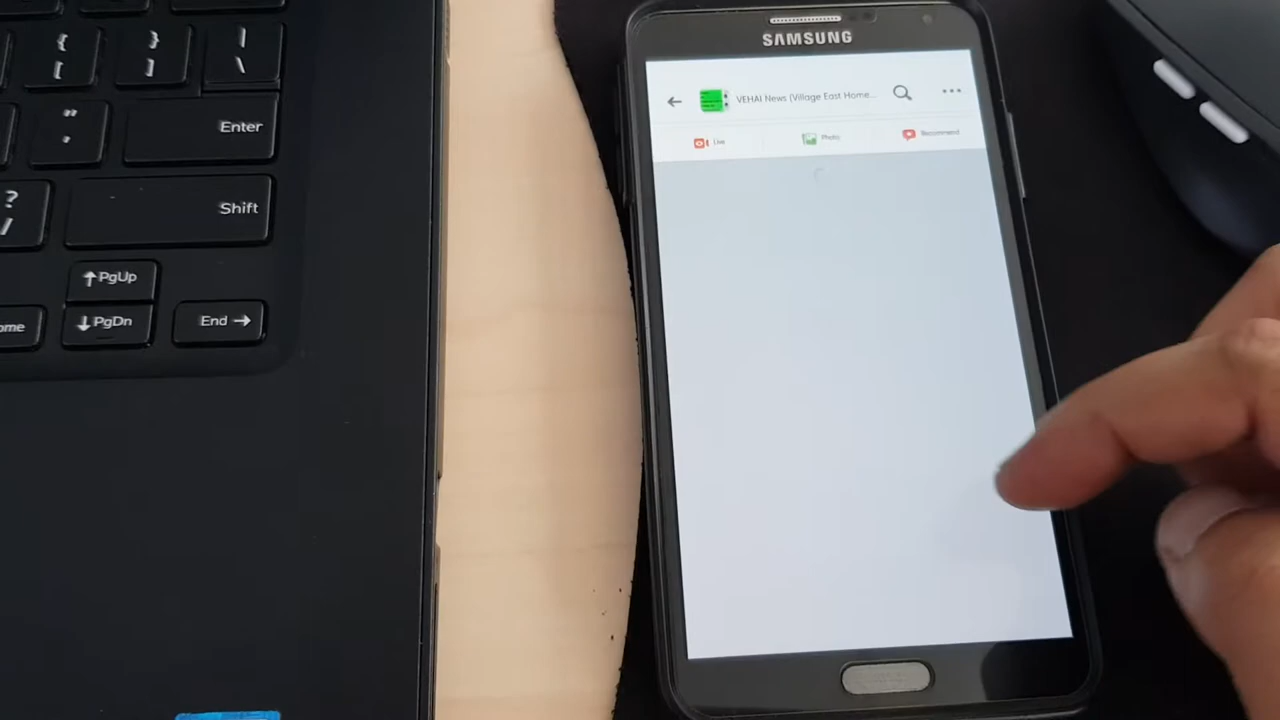 {
[
}
]
|
\
"
'
Enter
?
/
Shift
↑PgUp
ome
↓PgDn
End →
SAMSUNG
VEHAI News (Village East Home...
Live
Photo
Recommend